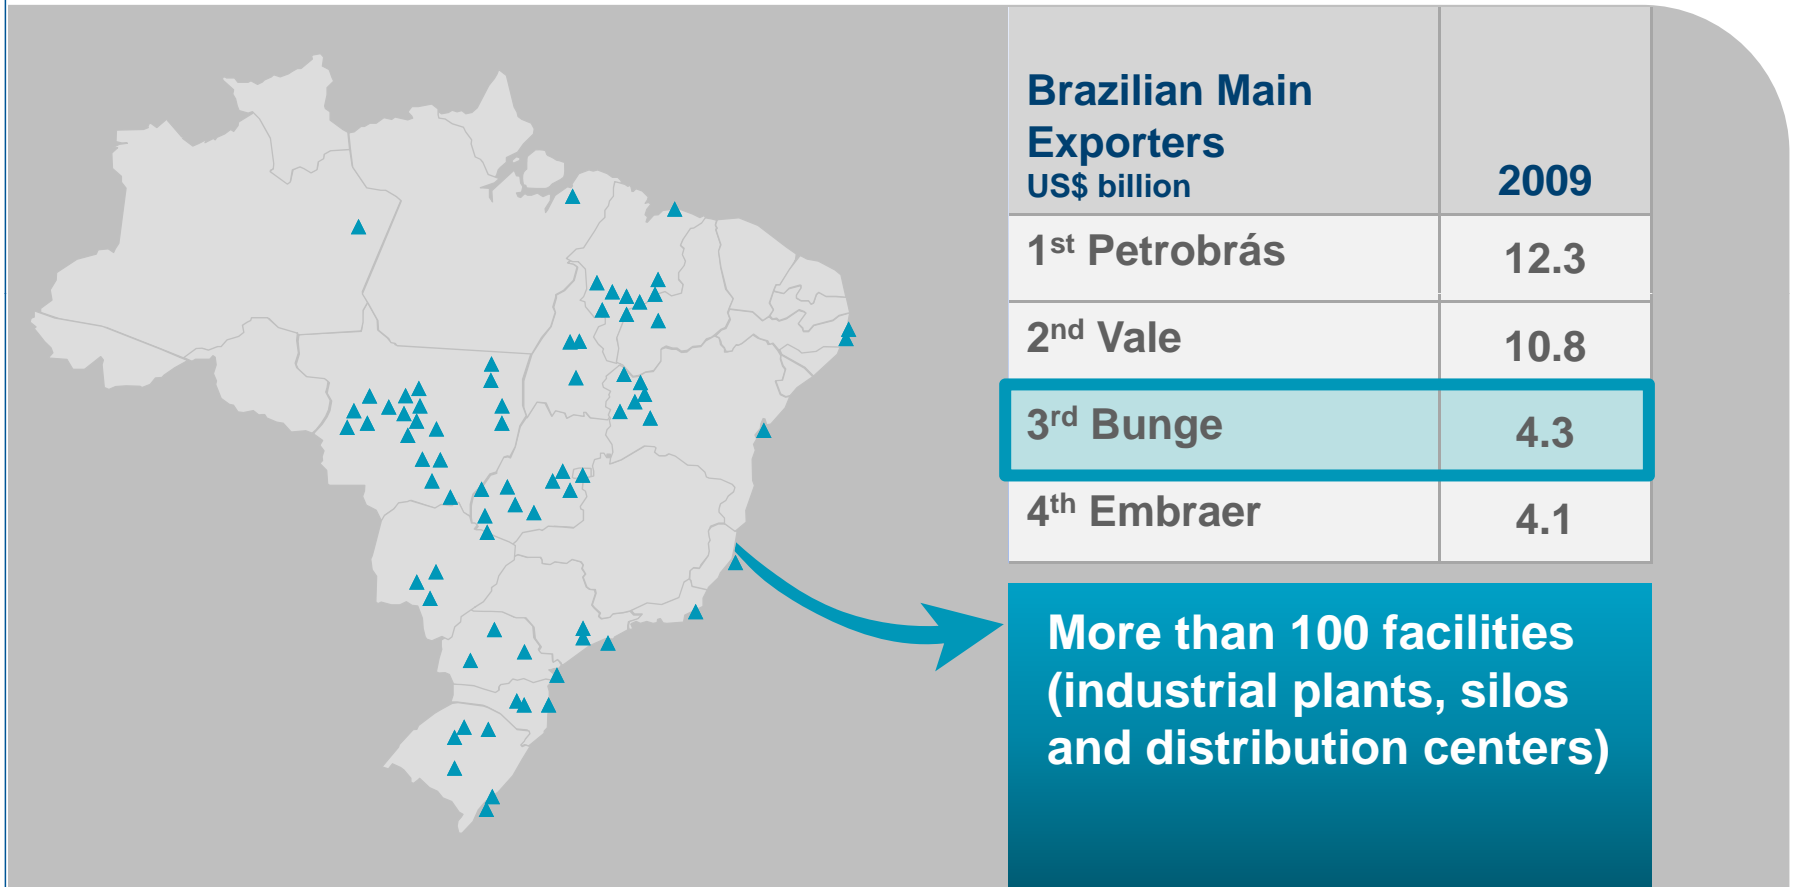 Brazilian Main
Exporters
US$ billion
2009
1st Petrobrás
12.3
2nd Vale
10.8
3rd Bunge
4.3
4th Embraer
4.1
More than 100 facilities
(industrial plants, silos
and distribution centers)